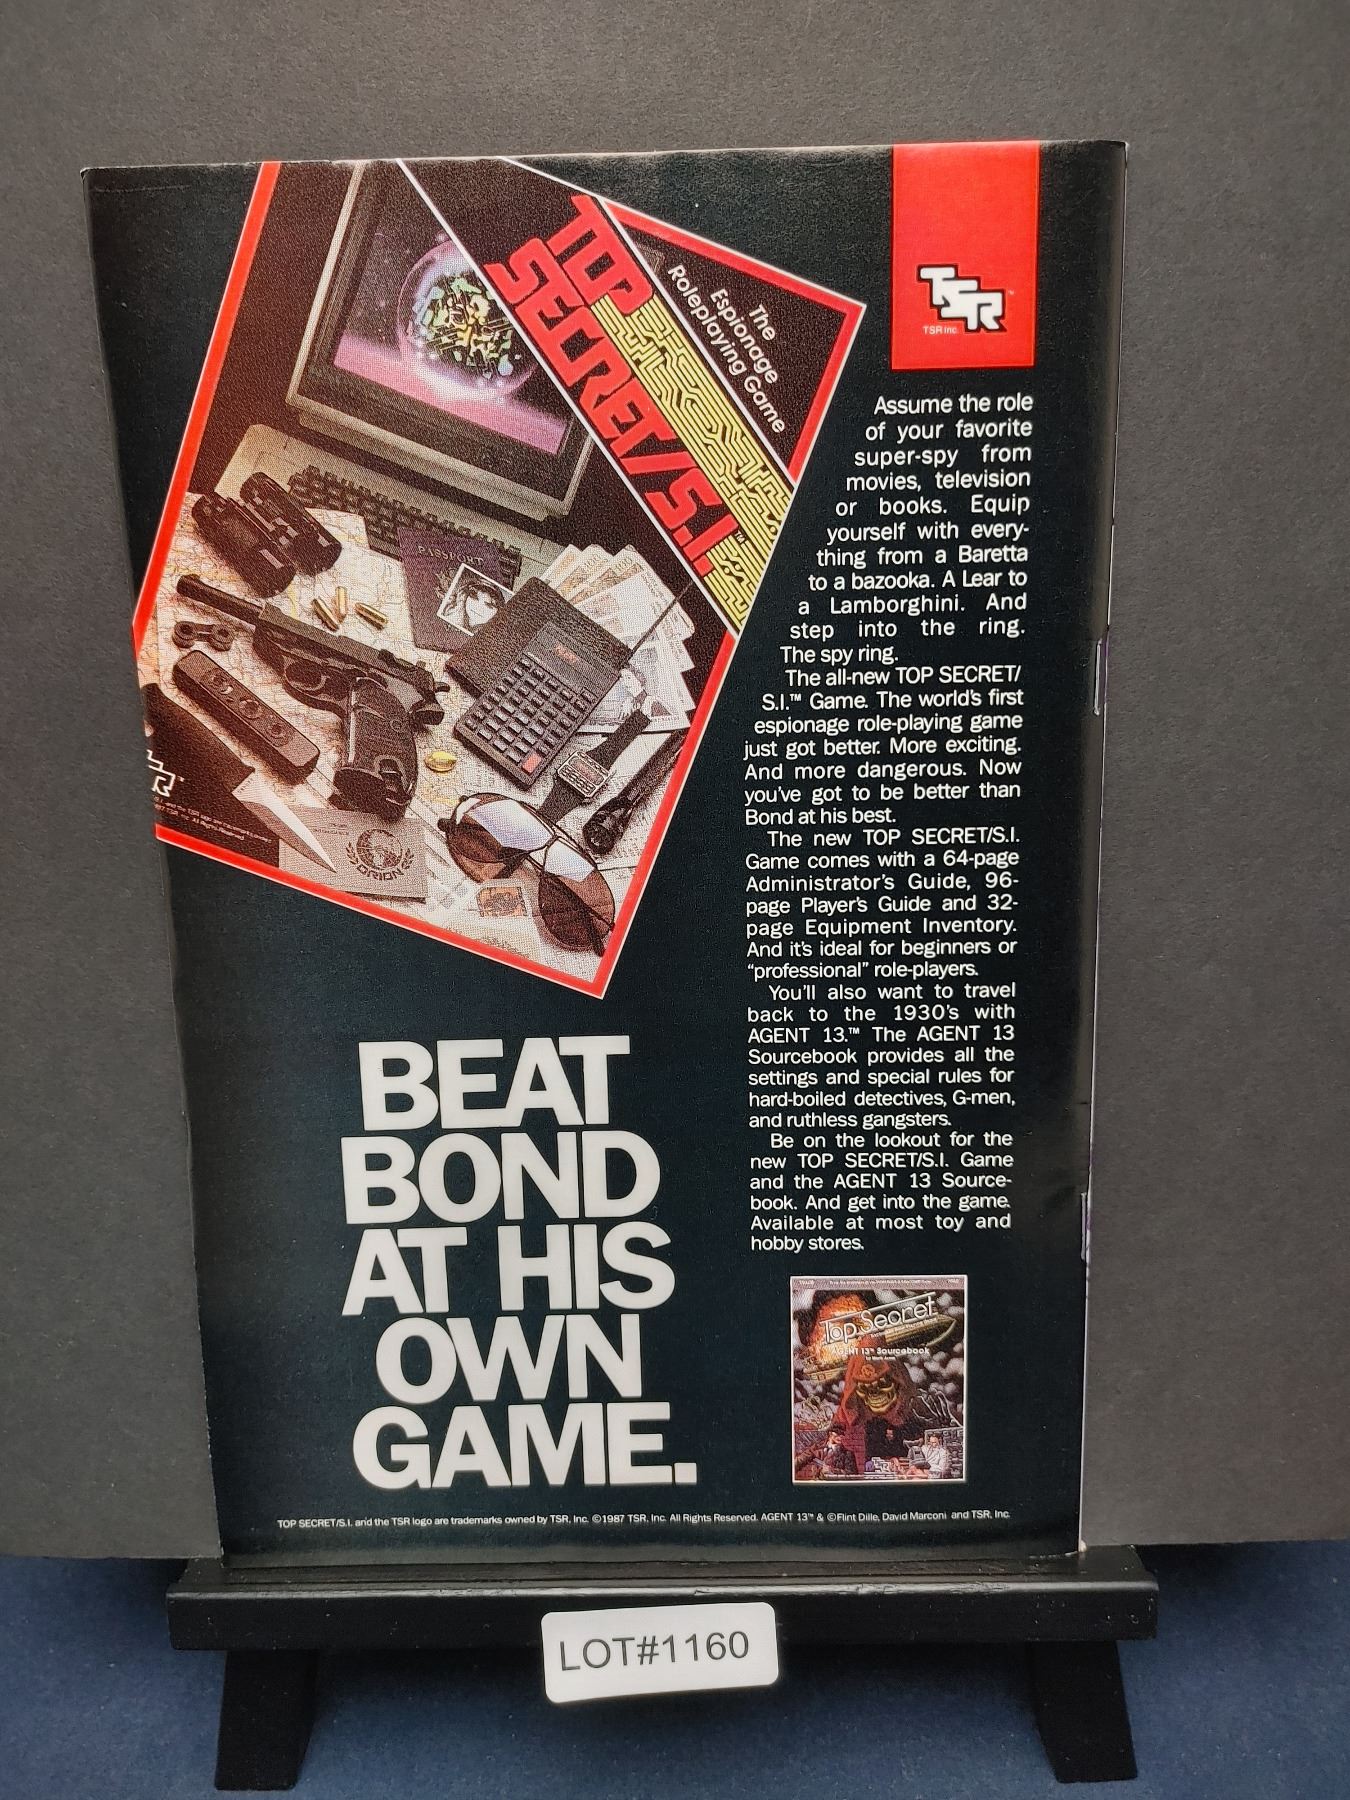 TOP
SECRET/S.I.™
The
Espionage
Roleplaying Game
PASSPORT
ORION
TSR™
TSR Inc.
Assume the role
of your favorite
super-spy from
movies, television
or books. Equip
yourself with every-
thing from a Baretta
to a bazooka. A Lear to
a Lamborghini. And
step into the ring.
The spy ring.
The all-new TOP SECRET/
S.I.™ Game. The world's first
espionage role-playing game
just got better. More exciting.
And more dangerous. Now
you've got to be better than
Bond at his best.
The new TOP SECRET/S.I.
Game comes with a 64-page
Administrator's Guide, 96-
page Player's Guide and 32-
page Equipment Inventory.
And it's ideal for beginners or
"professional" role-players.
You'll also want to travel
back to the 1930's with
AGENT 13.™ The AGENT 13
Sourcebook provides all the
settings and special rules for
hard-boiled detectives, G-men,
and ruthless gangsters.
Be on the lookout for the
new TOP SECRET/S.I. Game
and the AGENT 13 Source-
book. And get into the game.
Available at most toy and
hobby stores.
BEAT
BOND
AT HIS
OWN
GAME.
Top Secret
AGENT 13™ Sourcebook
TOP SECRET/S.I. and the TSR logo are trademarks owned by TSR, Inc. ©1987 TSR, Inc. All Rights Reserved. AGENT 13™ & ©Flint Dille, David Marconi and TSR, Inc.
LOT#1160